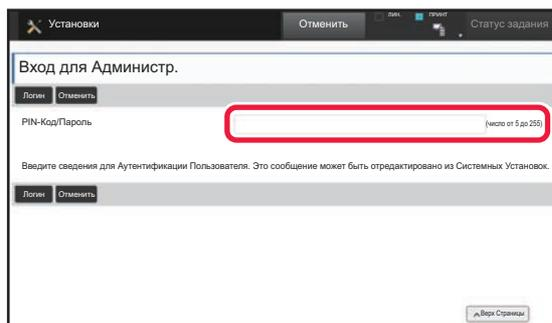 Установки Отменить ЛИН. ПРИНТ Статус задания
Вход для Администр.
Логин Отменить
PIN-Код/Пароль (число от 5 до 255)
Введите сведения для Аутентификации Пользователя. Это сообщение может быть отредактировано из Системных Установок.
Логин Отменить
Верх Страницы